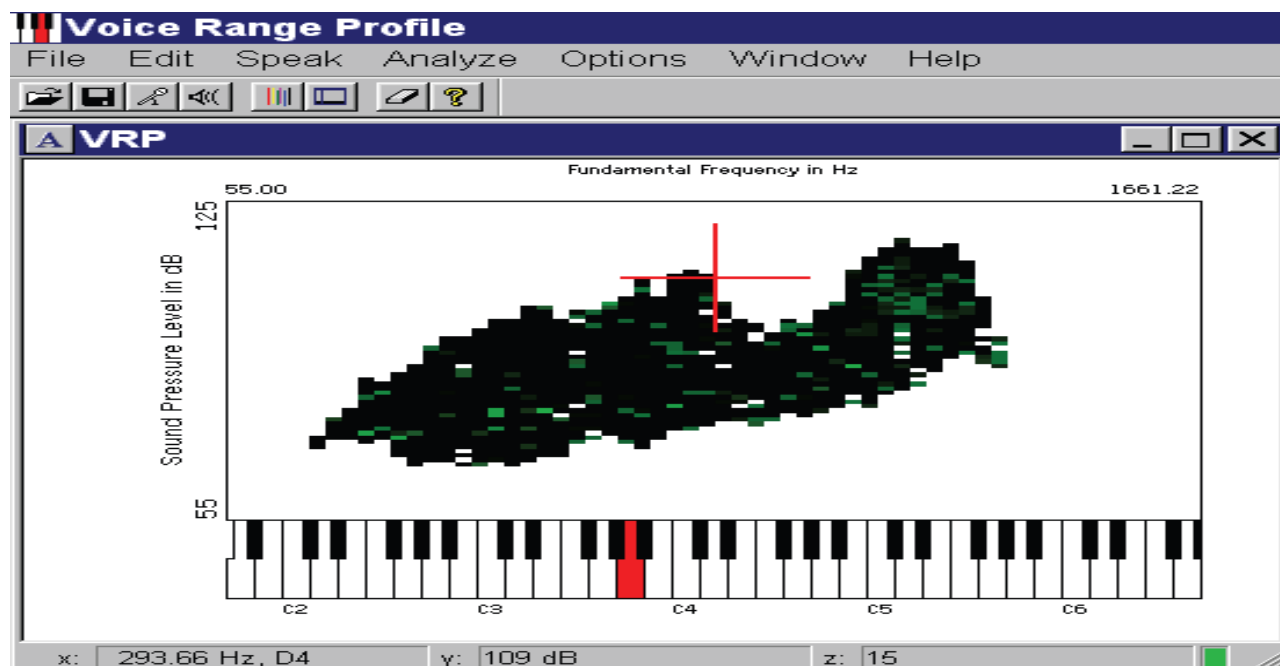 Voice Range Profile
File Edit Speak Analyze Options Window Help
?
A VRP
Fundamental Frequency in Hz
55.00 1661.22
125
Sound Pressure Level in dB
55
C2 C3 C4 C5 C6
x: 293.66 Hz, D4 y: 109 dB z: 15